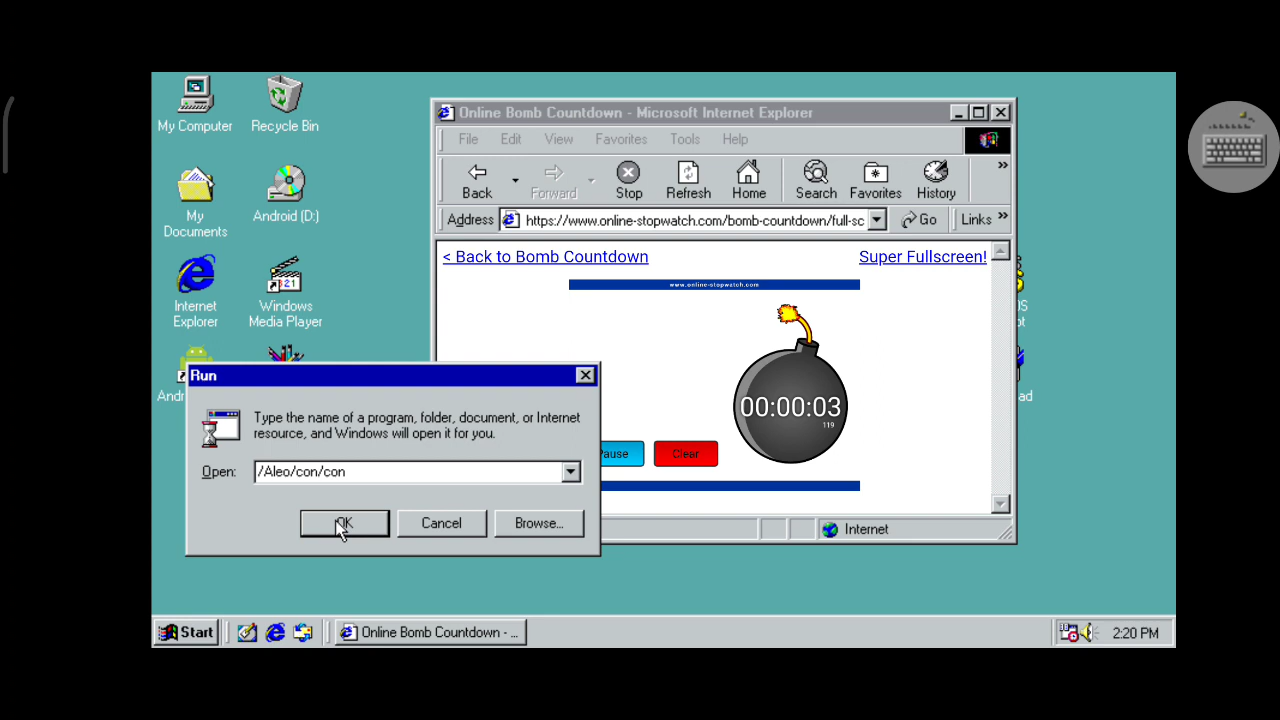 My Computer
Recycle Bin
My
Documents
Android (D:)
Internet
Explorer
Windows
Media Player
Andr
Online Bomb Countdown - Microsoft Internet Explorer
File Edit View Favorites Tools Help
Back Forward Stop Refresh Home Search Favorites History »
Address https://www.online-stopwatch.com/bomb-countdown/full-sc Go Links »
< Back to Bomb Countdown Super Fullscreen!
www.online-stopwatch.com
00:00:03
119
Pause Clear
Internet
Run
Type the name of a program, folder, document, or Internet
resource, and Windows will open it for you.
Open: /Aleo/con/con
OK Cancel Browse...
Start Online Bomb Countdown - ... 2:20 PM